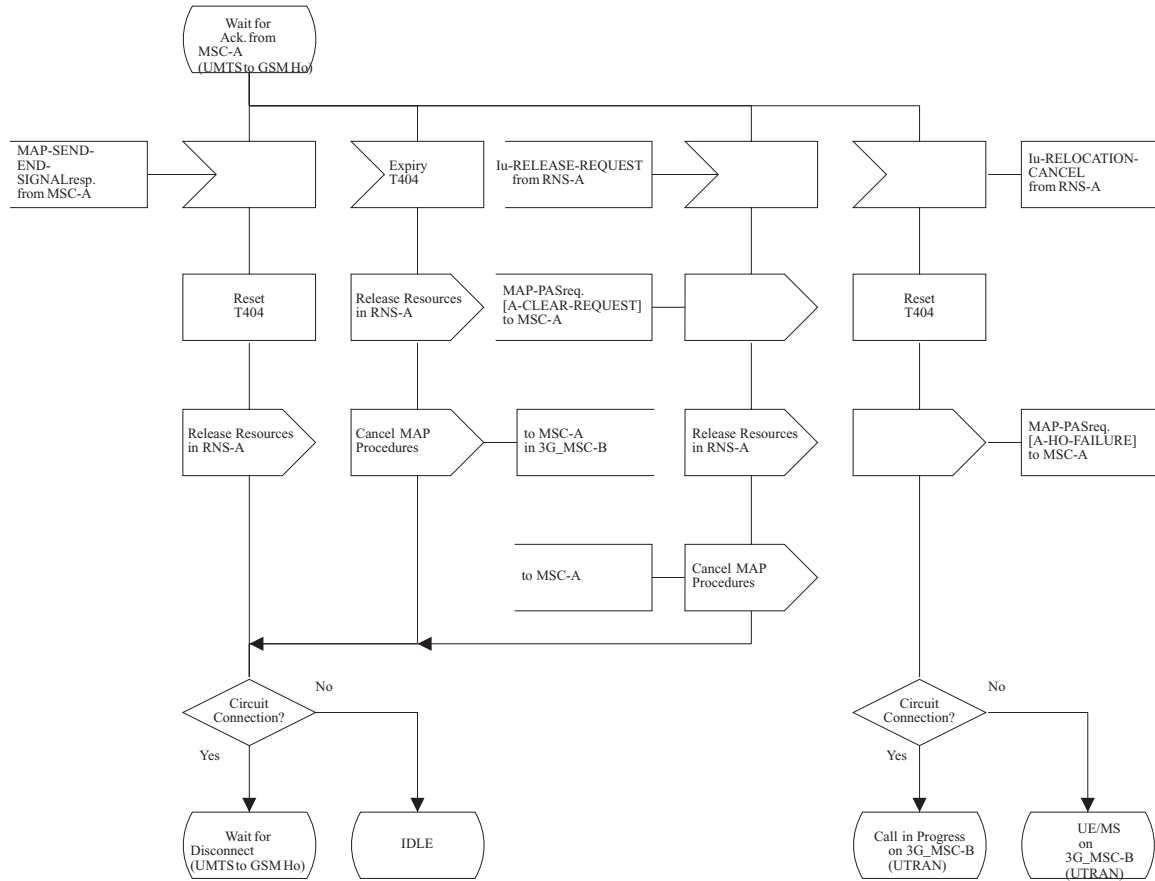 Wait for
Ack. from
MSC-A
(UMTS to GSM Ho)
MAP-SEND-
END-
SIGNALresp.
from MSC-A
Expiry
T404
Iu-RELEASE-REQUEST
from RNS-A
Iu-RELOCATION-
CANCEL
from RNS-A
Reset
T404
Release Resources
in RNS-A
MAP-PASreq.
[A-CLEAR-REQUEST]
to MSC-A
Reset
T404
Release Resources
in RNS-A
Cancel MAP
Procedures
to MSC-A
in 3G_MSC-B
Release Resources
in RNS-A
MAP-PASreq.
[A-HO-FAILURE]
to MSC-A
to MSC-A
Cancel MAP
Procedures
Circuit
Connection?
No
Yes
Circuit
Connection?
No
Yes
Wait for
Disconnect
(UMTS to GSM Ho)
IDLE
Call in Progress
on 3G_MSC-B
(UTRAN)
UE/MS
on
3G_MSC-B
(UTRAN)